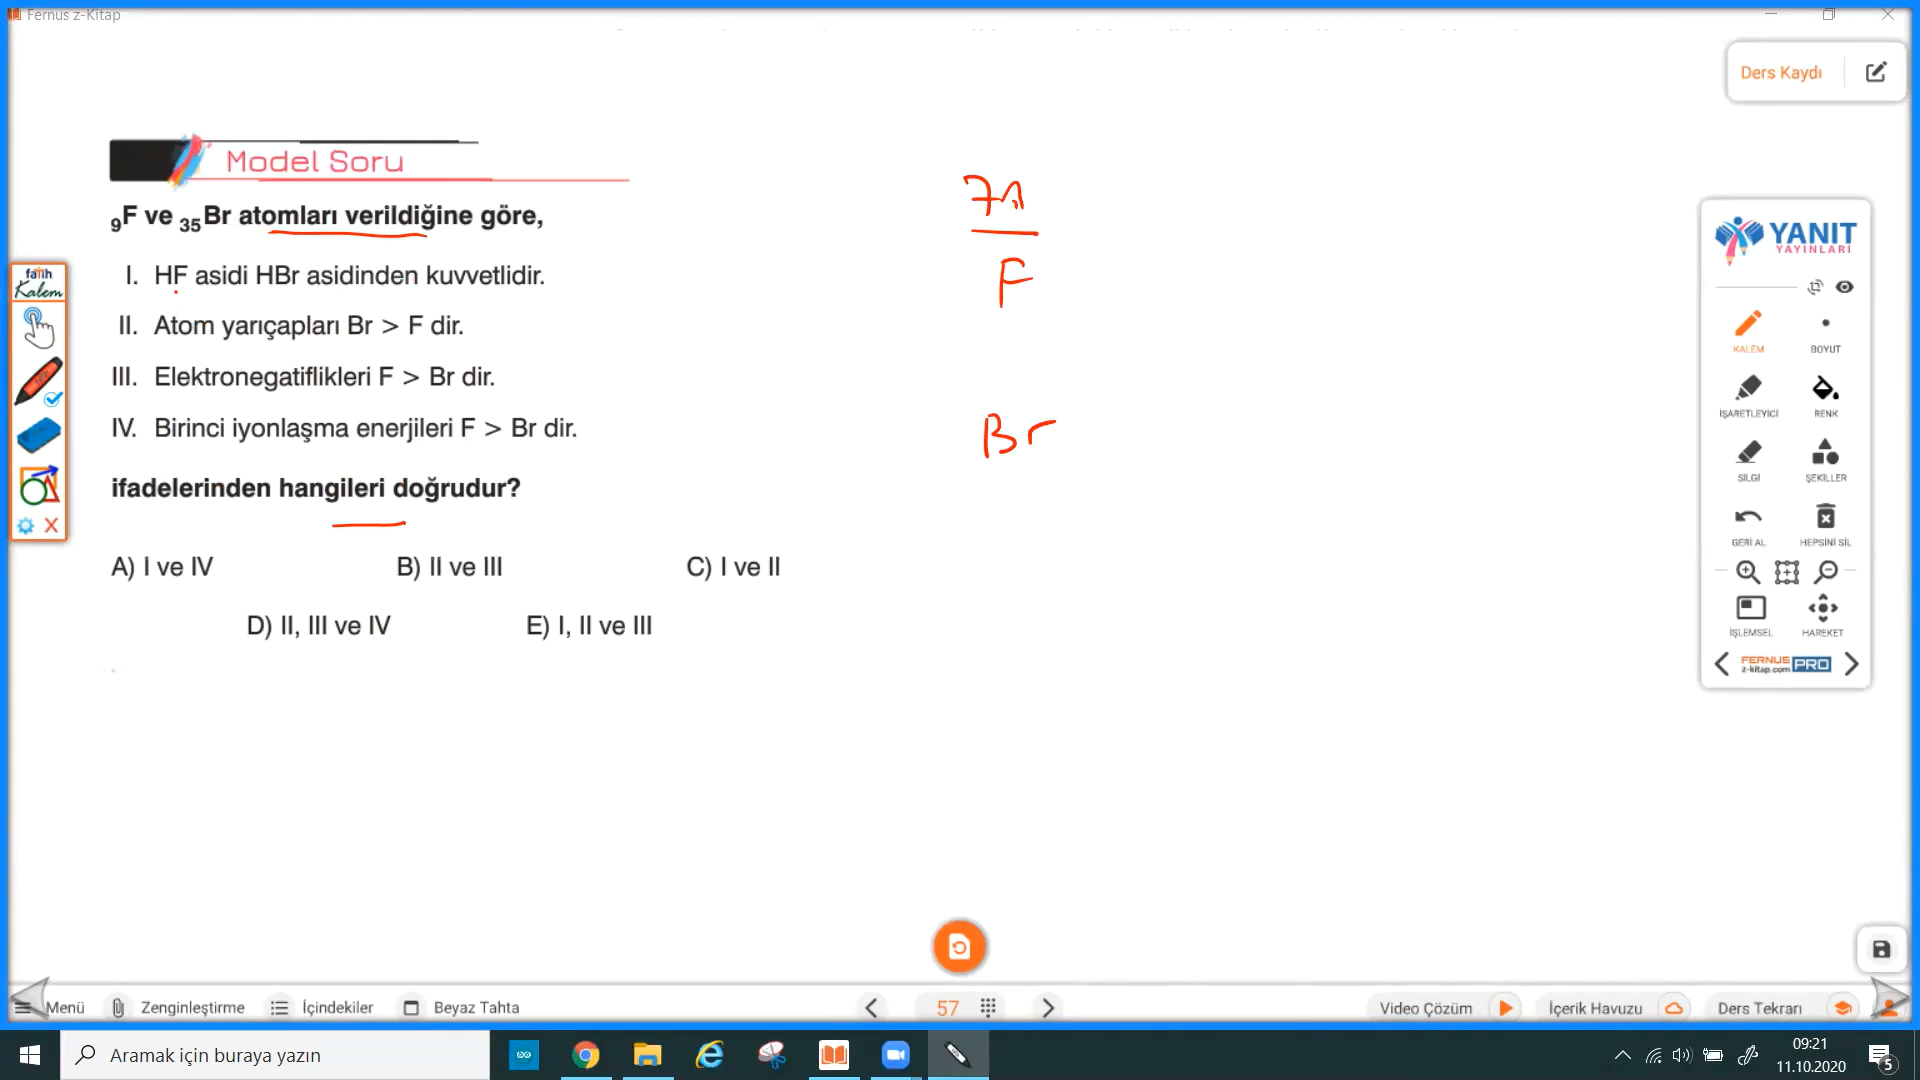 Fernus z-Kitap
Ders Kaydı
Model Soru
₉F ve ₃₅Br atomları verildiğine göre,
I. HF asidi HBr asidinden kuvvetlidir.
II. Atom yarıçapları Br > F dir.
III. Elektronegatiflikleri F > Br dir.
IV. Birinci iyonlaşma enerjileri F > Br dir.
ifadelerinden hangileri doğrudur?
A) I ve IV B) II ve III C) I ve II
D) II, III ve IV E) I, II ve III
7A
F
Br
fatih
Kalem
YANIT
YAYINLARI
KALEM BOYUT
İŞARETLEYİCİ RENK
SİLGİ ŞEKİLLER
GERİ AL HEPSİNİ SİL
İŞLEMSEL HAREKET
FERNUS
z-kitap.com PRO
Menü Zenginleştirme İçindekiler Beyaz Tahta 57 Video Çözüm İçerik Havuzu Ders Tekrarı
Aramak için buraya yazın
09:21
11.10.2020
5